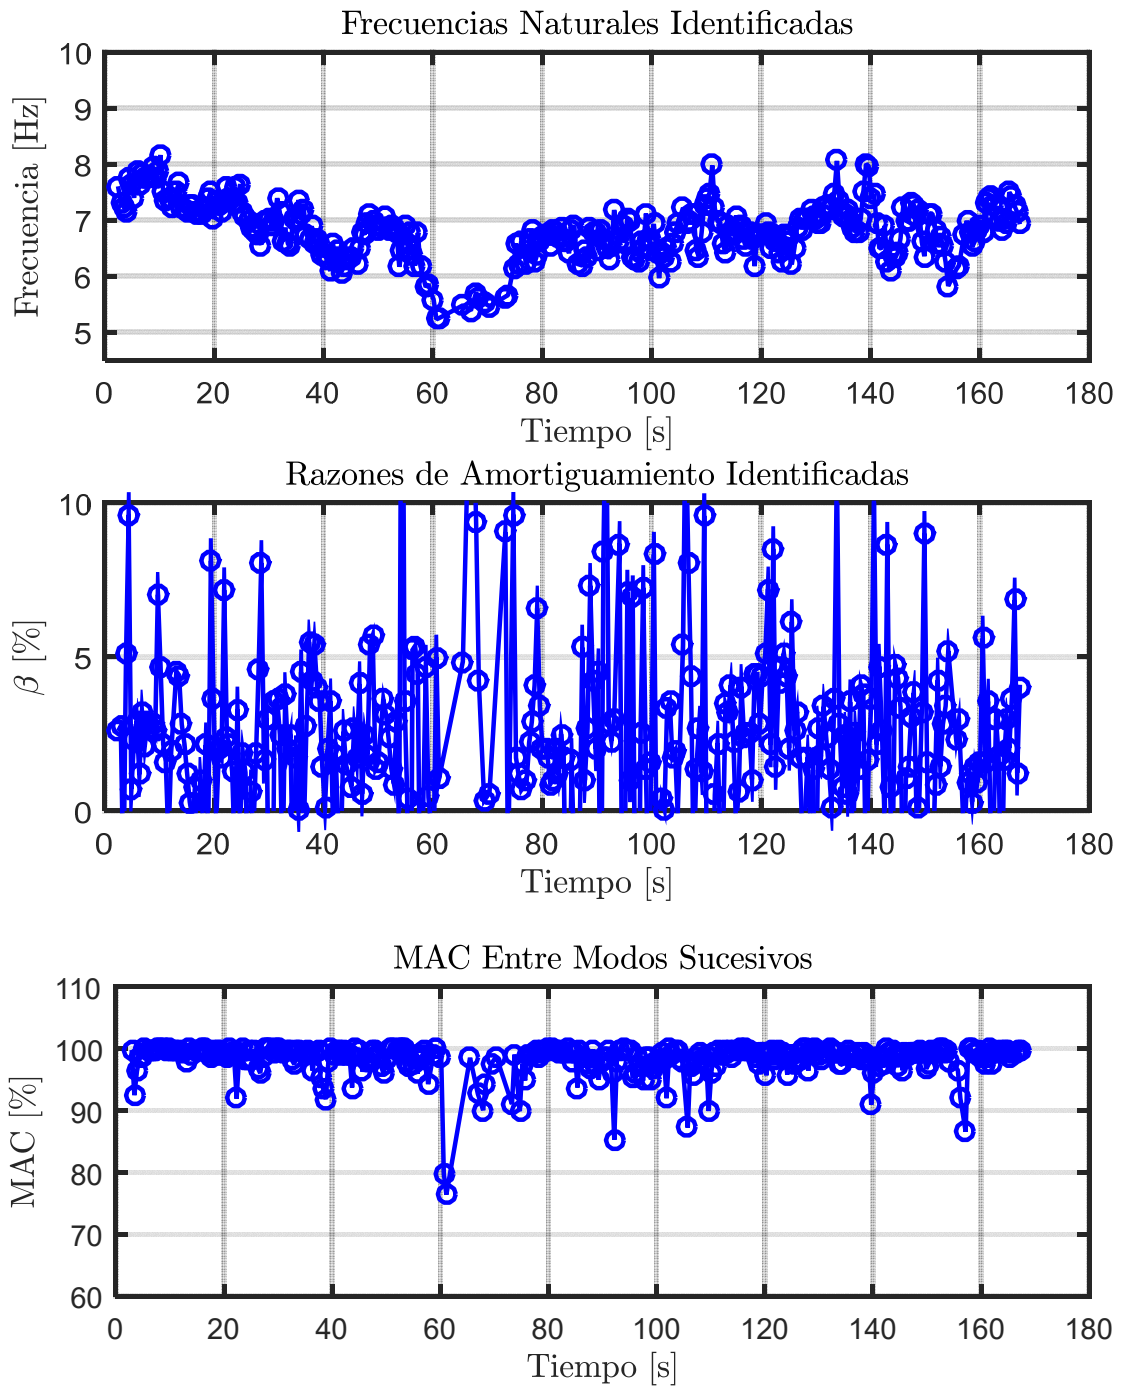 Frecuencias Naturales Identificadas
10
9
8
7
6
5
Frecuencia [Hz]
0 20 40 60 80 100 120 140 160 180
Tiempo [s]
Razones de Amortiguamiento Identificadas
10
5
0
β [%]
0 20 40 60 80 100 120 140 160 180
Tiempo [s]
MAC Entre Modos Sucesivos
110
100
90
80
70
60
MAC [%]
0 20 40 60 80 100 120 140 160 180
Tiempo [s]